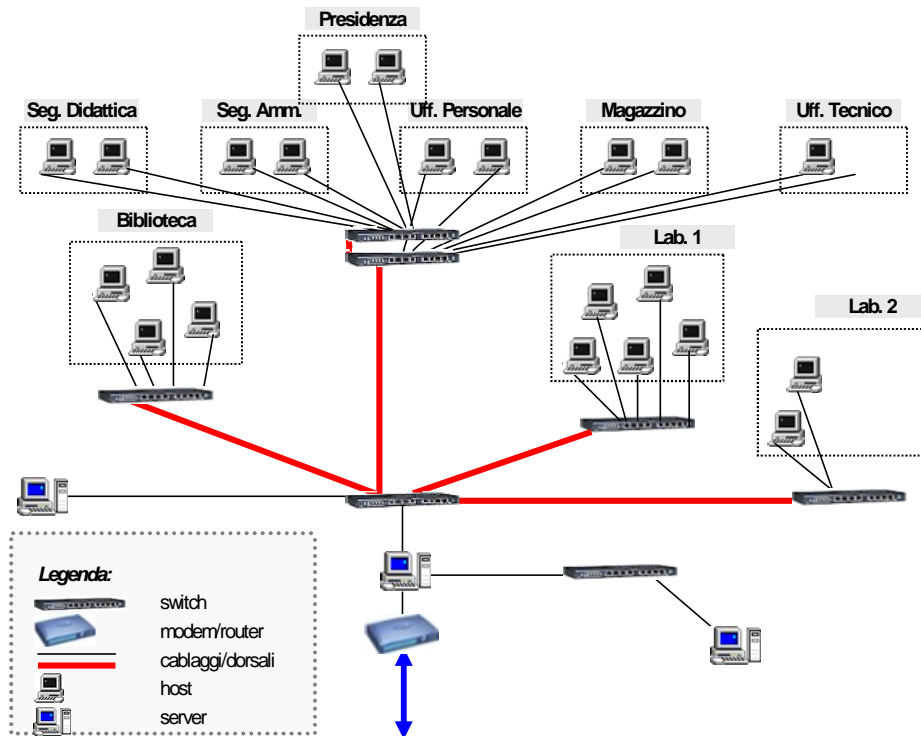 Presidenza
Seg. Didattica
Seg. Amm.
Uff. Personale
Magazzino
Uff. Tecnico
Biblioteca
Lab. 1
Lab. 2
Legenda:
switch
modem/router
cablaggi/dorsali
host
server